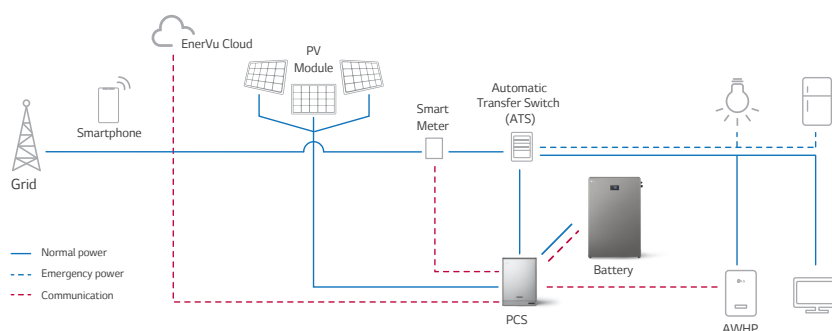 EnerVu Cloud
PV
Module
Automatic
Transfer Switch
(ATS)
Smart
Meter
Smartphone
Grid
Normal power
Emergency power
Communication
Battery
PCS
LG
AWHP